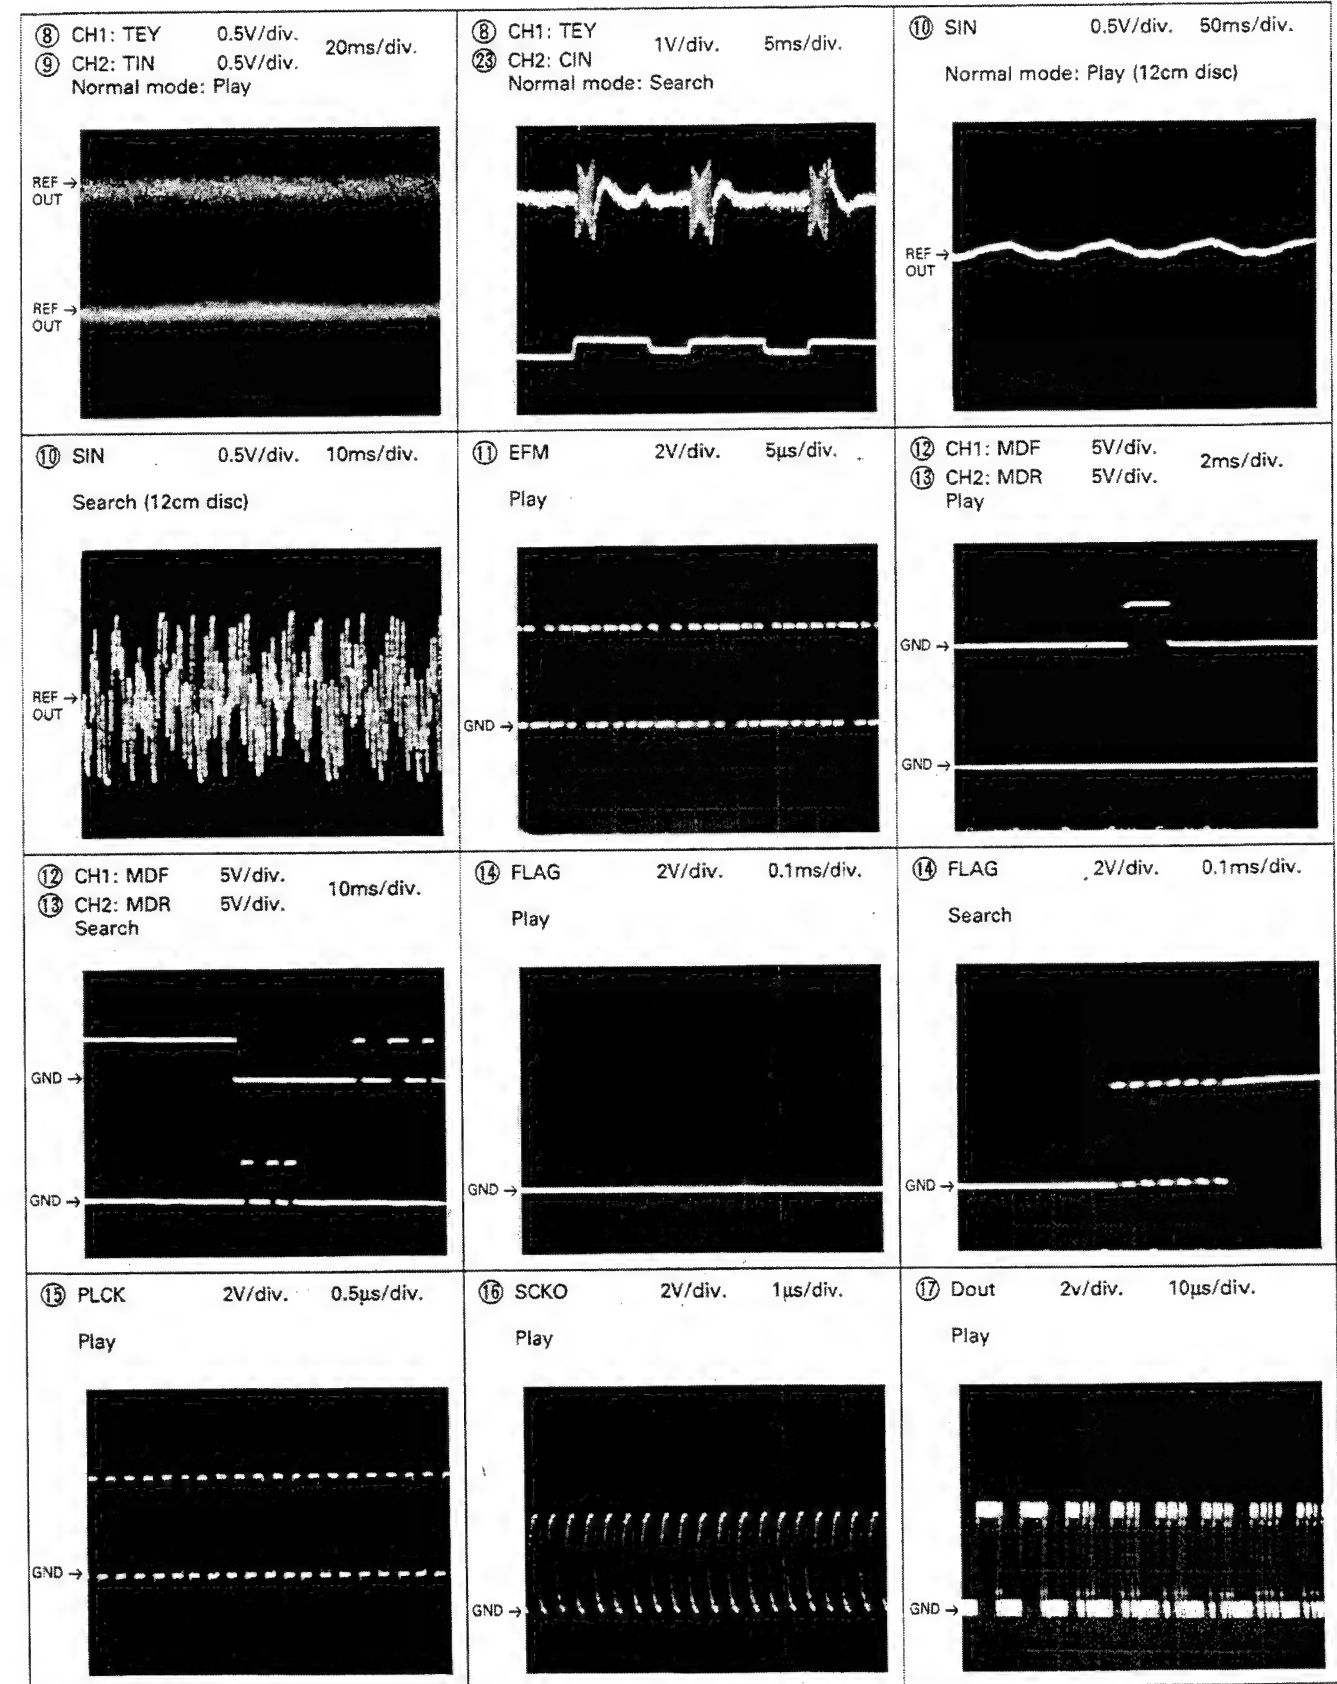 ⑧ CH1: TEY 0.5V/div. 20ms/div.
⑨ CH2: TIN 0.5V/div.
Normal mode: Play
REF →
OUT
REF →
OUT
⑧ CH1: TEY 1V/div. 5ms/div.
㉓ CH2: CIN
Normal mode: Search
⑩ SIN 0.5V/div. 50ms/div.
Normal mode: Play (12cm disc)
REF →
OUT
⑩ SIN 0.5V/div. 10ms/div.
Search (12cm disc)
REF →
OUT
⑪ EFM 2V/div. 5µs/div.
Play
GND →
⑫ CH1: MDF 5V/div. 2ms/div.
⑬ CH2: MDR 5V/div.
Play
GND →
GND →
⑫ CH1: MDF 5V/div. 10ms/div.
⑬ CH2: MDR 5V/div.
Search
GND →
GND →
⑭ FLAG 2V/div. 0.1ms/div.
Play
GND →
⑭ FLAG 2V/div. 0.1ms/div.
Search
GND →
⑮ PLCK 2V/div. 0.5µs/div.
Play
GND →
⑯ SCKO 2V/div. 1µs/div.
Play
GND →
⑰ Dout 2v/div. 10µs/div.
Play
GND →